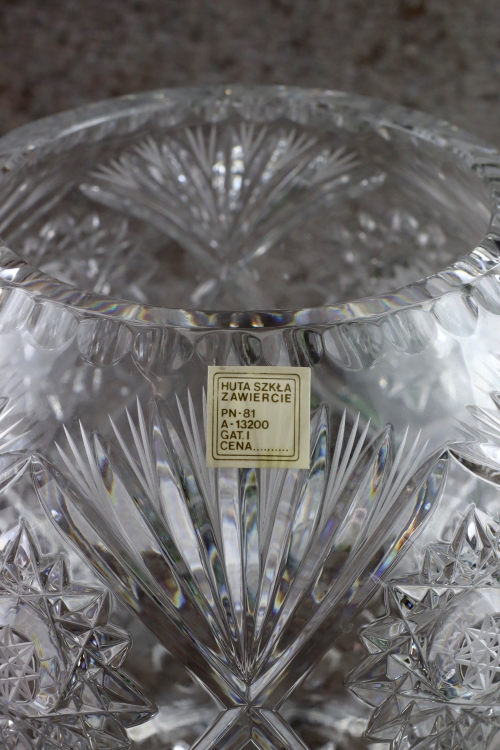 HUTA SZKŁA
ZAWIERCIE
PN-81
A-13200
GAT. I
CENA..........